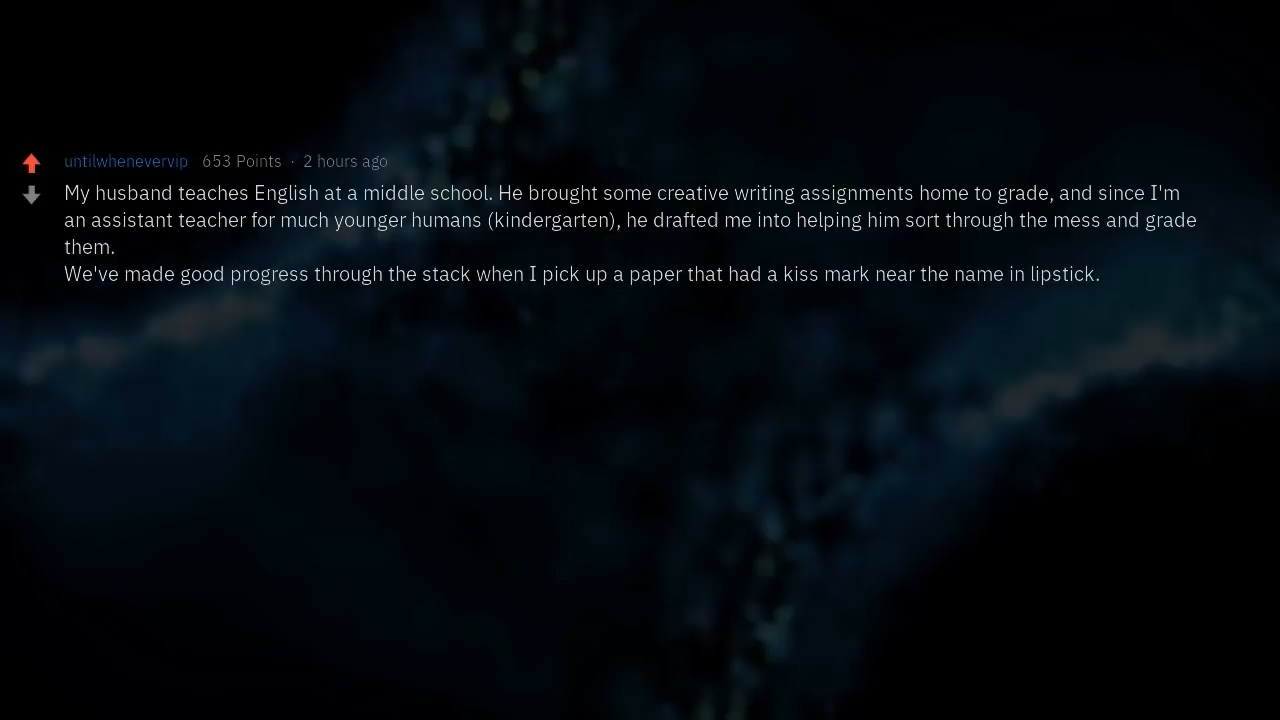 untilwhenevervip 653 Points · 2 hours ago
My husband teaches English at a middle school. He brought some creative writing assignments home to grade, and since I'm
an assistant teacher for much younger humans (kindergarten), he drafted me into helping him sort through the mess and grade
them.
We've made good progress through the stack when I pick up a paper that had a kiss mark near the name in lipstick.